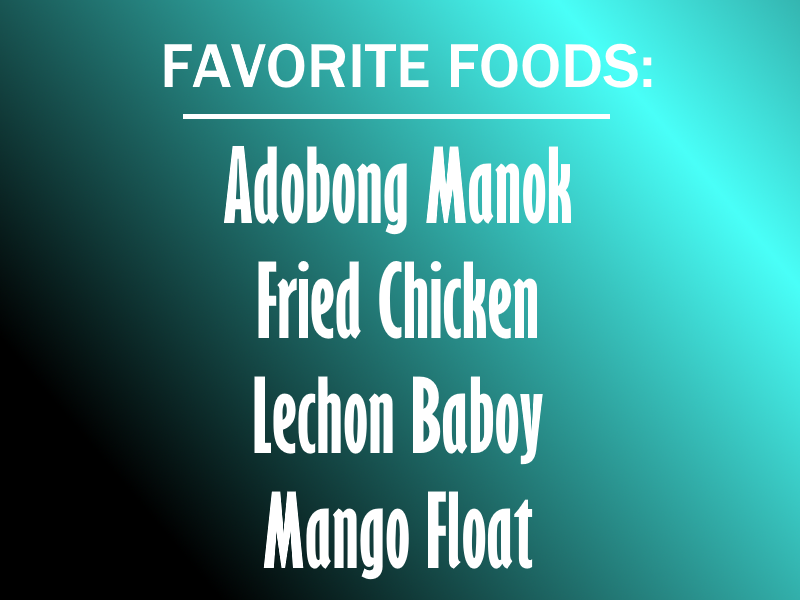 FAVORITE FOODS:
Adobong Manok
Fried Chicken
Lechon Baboy
Mango Float